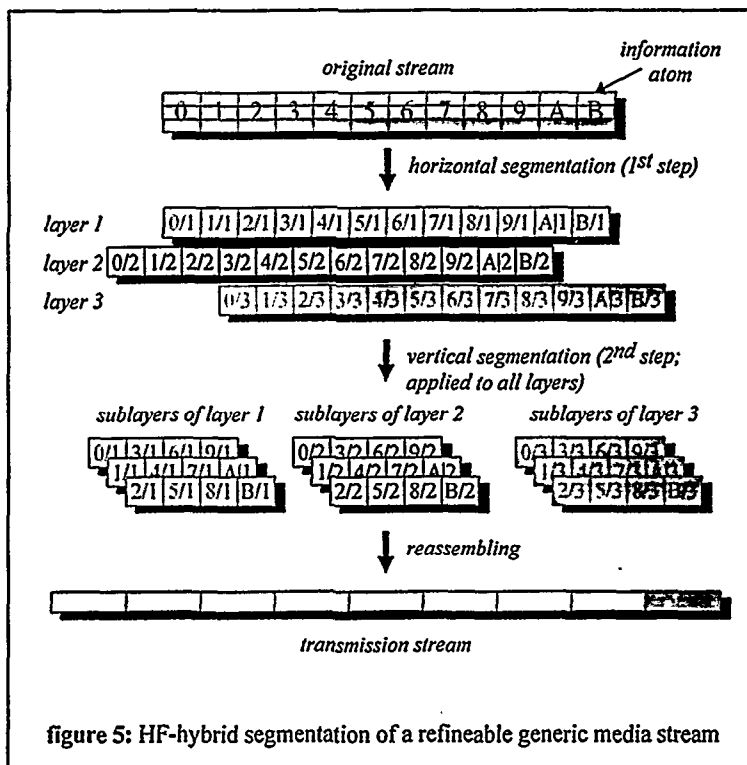 information
original stream
atom
0 1 2 3 4 5 6 7 8 9 A B
horizontal segmentation (1st step)
layer 1 0/1 1/1 2/1 3/1 4/1 5/1 6/1 7/1 8/1 9/1 A|1 B/1
layer 2 0/2 1/2 2/2 3/2 4/2 5/2 6/2 7/2 8/2 9/2 A|2 B/2
layer 3 0/3 1/3 2/3 3/3 4/3 5/3 6/3 7/3 8/3 9/3 A/3 B/3
vertical segmentation (2nd step;
applied to all layers)
sublayers of layer 1 sublayers of layer 2 sublayers of layer 3
0/1 3/1 6/1 9/1 0/2 3/2 6/2 9/2 0/3 3/3 6/3 9/3
1/1 4/1 7/1 A/1 1/2 4/2 7/2 A/2 1/3 4/3 7/3 A/3
2/1 5/1 8/1 B/1 2/2 5/2 8/2 B/2 2/3 5/3 8/3 B/3
reassembling
transmission stream
figure 5: HF-hybrid segmentation of a refineable generic media stream